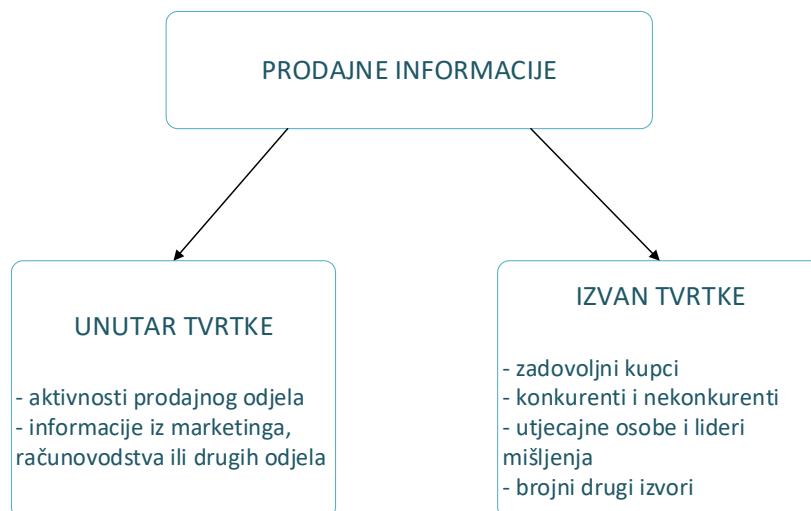 PRODAJNE INFORMACIJE
UNUTAR TVRTKE
- aktivnosti prodajnog odjela
- informacije iz marketinga,
računovodstva ili drugih odjela
IZVAN TVRTKE
- zadovoljni kupci
- konkurenti i nekonkurenti
- utjecajne osobe i lideri
mišljenja
- brojni drugi izvori